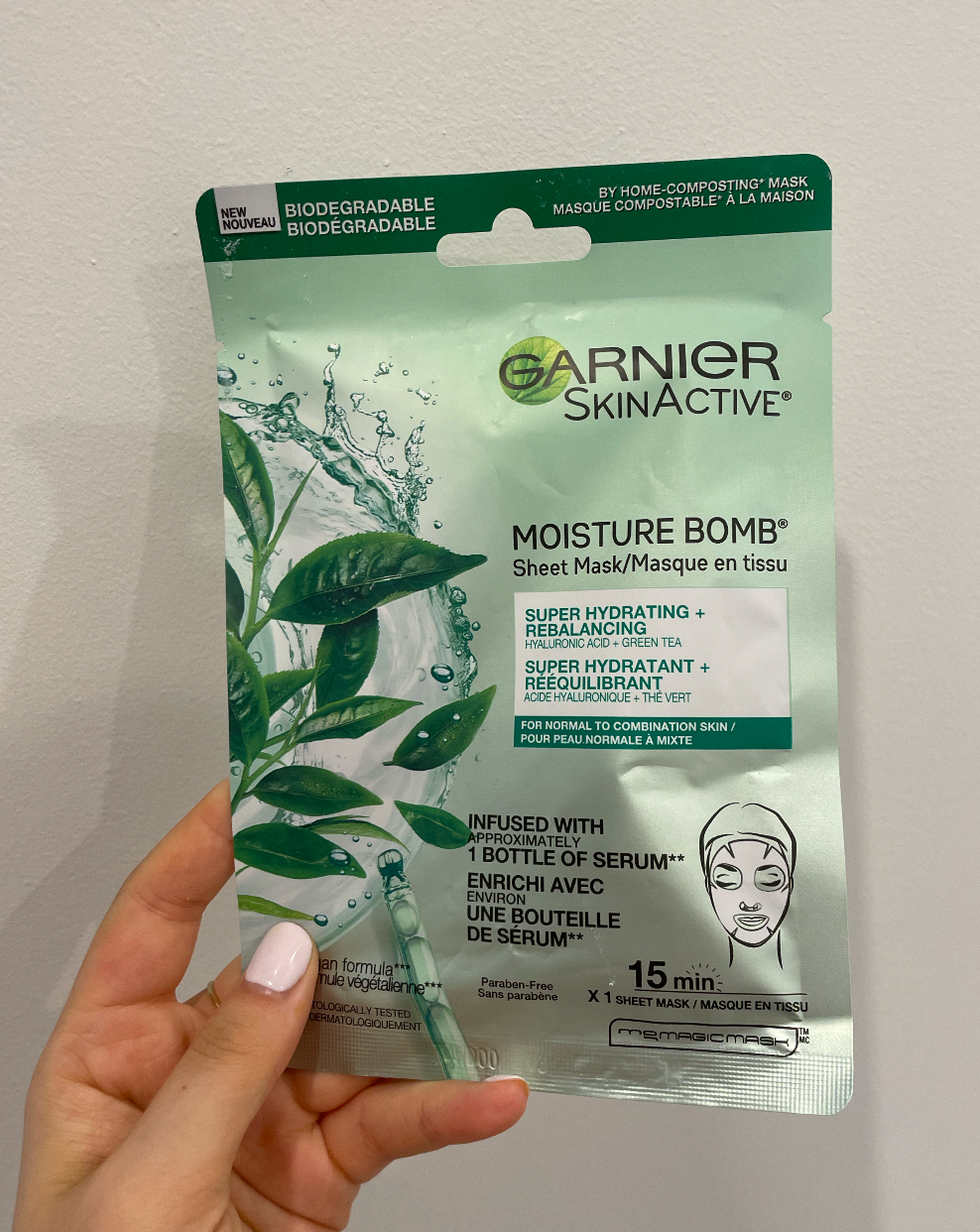 NEW
NOUVEAU
BIODEGRADABLE
BIODÉGRADABLE
BY HOME-COMPOSTING* MASK
MASQUE COMPOSTABLE* À LA MAISON
GARNIER
SKINACTIVE®
MOISTURE BOMB®
Sheet Mask/Masque en tissu
SUPER HYDRATING +
REBALANCING
HYALURONIC ACID + GREEN TEA
SUPER HYDRATANT +
RÉÉQUILIBRANT
ACIDE HYALURONIQUE + THÉ VERT
FOR NORMAL TO COMBINATION SKIN /
POUR PEAU NORMALE À MIXTE
INFUSED WITH
APPROXIMATELY
1 BOTTLE OF SERUM**
ENRICHI AVEC
ENVIRON
UNE BOUTEILLE
DE SÉRUM**
formula***
végétalienne***
TESTED
DERMATOLOGIQUEMENT
Paraben-Free
Sans parabène
15 min
X 1 SHEET MASK / MASQUE EN TISSU
MAGIC MASK
TM
MC